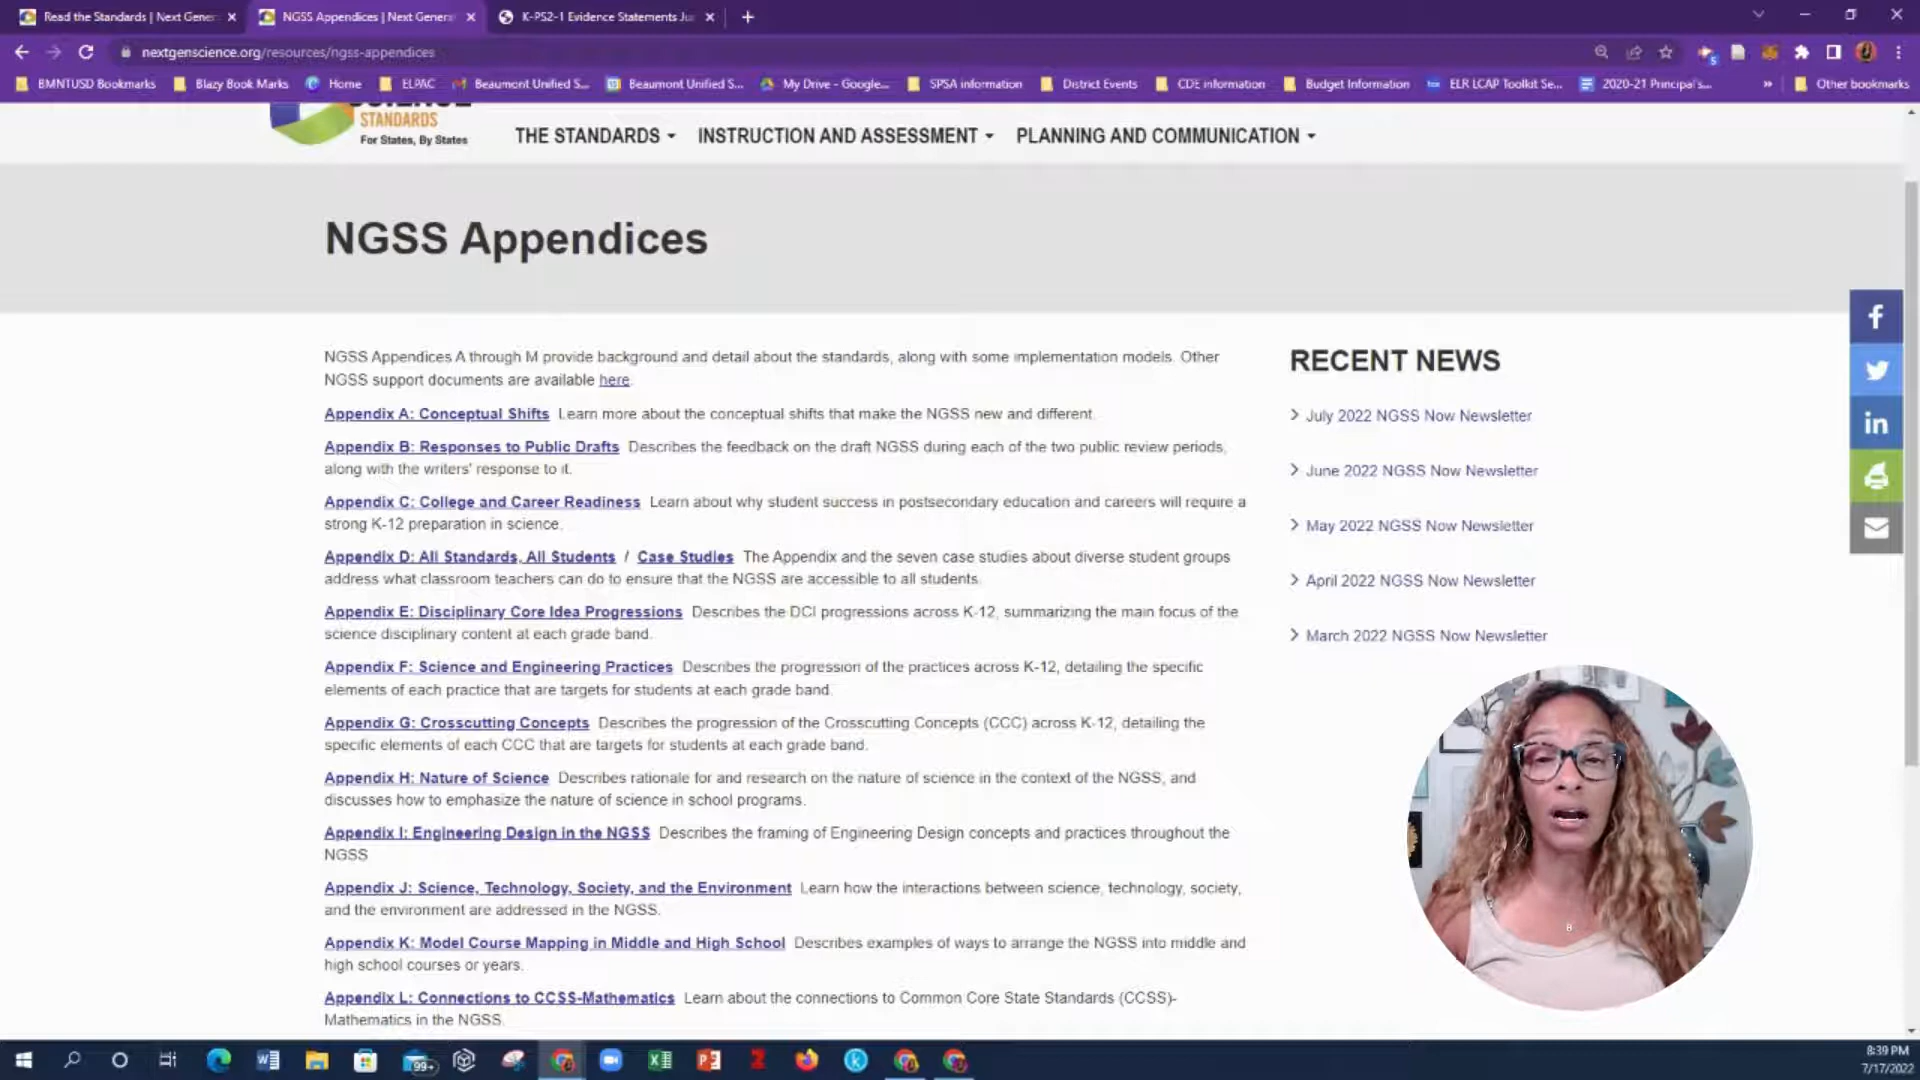 Read the Standards | Next Gener
NGSS Appendices | Next Genera
K-PS2-1 Evidence Statements Ju
nextgenscience.org/resources/ngss-appendices
BMNTUSD Bookmarks
Blazy Book Marks
Home
ELPAC
Beaumont Unified S...
Beaumont Unified S...
My Drive - Google...
SPSA information
District Events
CDE information
Budget Information
ELR LCAP Toolkit Se...
2020-21 Principal's...
»
Other bookmarks
SCIENCE
STANDARDS
For States, By States
THE STANDARDS
INSTRUCTION AND ASSESSMENT
PLANNING AND COMMUNICATION
NGSS Appendices
NGSS Appendices A through M provide background and detail about the standards, along with some implementation models. Other
NGSS support documents are available here.
Appendix A: Conceptual Shifts Learn more about the conceptual shifts that make the NGSS new and different.
Appendix B: Responses to Public Drafts Describes the feedback on the draft NGSS during each of the two public review periods,
along with the writers' response to it.
Appendix C: College and Career Readiness Learn about why student success in postsecondary education and careers will require a
strong K-12 preparation in science.
Appendix D: All Standards, All Students / Case Studies The Appendix and the seven case studies about diverse student groups
address what classroom teachers can do to ensure that the NGSS are accessible to all students.
Appendix E: Disciplinary Core Idea Progressions Describes the DCI progressions across K-12, summarizing the main focus of the
science disciplinary content at each grade band.
Appendix F: Science and Engineering Practices Describes the progression of the practices across K-12, detailing the specific
elements of each practice that are targets for students at each grade band.
Appendix G: Crosscutting Concepts Describes the progression of the Crosscutting Concepts (CCC) across K-12, detailing the
specific elements of each CCC that are targets for students at each grade band.
Appendix H: Nature of Science Describes rationale for and research on the nature of science in the context of the NGSS, and
discusses how to emphasize the nature of science in school programs.
Appendix I: Engineering Design in the NGSS Describes the framing of Engineering Design concepts and practices throughout the
NGSS
Appendix J: Science, Technology, Society, and the Environment Learn how the interactions between science, technology, society,
and the environment are addressed in the NGSS.
Appendix K: Model Course Mapping in Middle and High School Describes examples of ways to arrange the NGSS into middle and
high school courses or years.
Appendix L: Connections to CCSS-Mathematics Learn about the connections to Common Core State Standards (CCSS)-
Mathematics in the NGSS.
RECENT NEWS
July 2022 NGSS Now Newsletter
June 2022 NGSS Now Newsletter
May 2022 NGSS Now Newsletter
April 2022 NGSS Now Newsletter
March 2022 NGSS Now Newsletter
99+
8:39 PM
7/17/2022